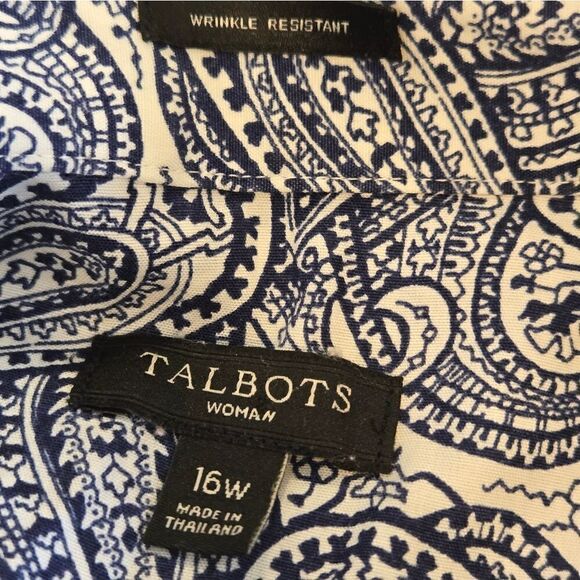 WRINKLE RESISTANT
TALBOTS
WOMAN
16W
MADE IN
THAILAND